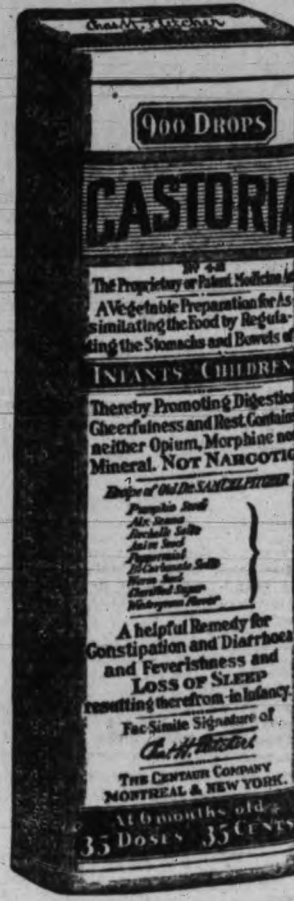 Chas. H. Fletcher
900 DROPS
CASTORIA
The Proprietary or Patent Medicine Act
A Vegetable Preparation for As
similating the Food by Regula-
ting the Stomachs and Bowels of
INFANTS CHILDREN
Thereby Promoting Digestion
Cheerfulness and Rest. Contains
neither Opium, Morphine nor
Mineral. NOT NARCOTIC
Recipe of Old Dr. SAMUEL PITCHER
Pumpkin Seed
Alx. Senna
Rochelle Salts
Anise Seed
Peppermint
Bi Carbonate Soda
Worm Seed
Clarified Sugar
Wintergreen Flavor
A helpful Remedy for
Constipation and Diarrhoea
and Feverishness and
LOSS OF SLEEP
resulting therefrom in Infancy.
Fac Simile Signature of
Chas. H. Fletcher
THE CENTAUR COMPANY
MONTREAL & NEW YORK.
At 6 months old
35 DOSES 35 CENTS